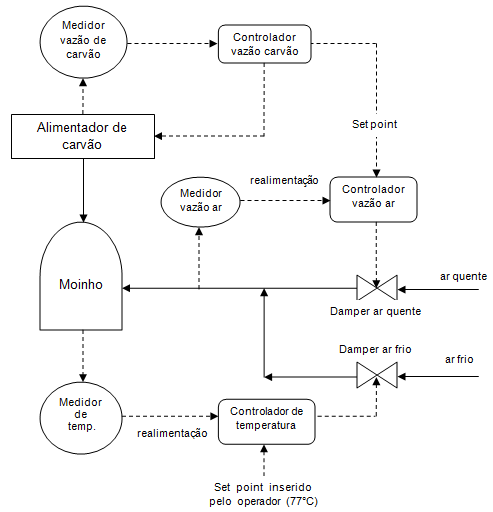 Medidor
vazão de
carvão
Controlador
vazão carvão
Alimentador de
carvão
Set point
realimentação
Medidor
vazão ar
Controlador
vazão ar
Moinho
ar quente
Damper ar quente
Damper ar frio
ar frio
Medidor
de
temp.
realimentação
Controlador de
temperatura
Set point inserido
pelo operador (77°C)